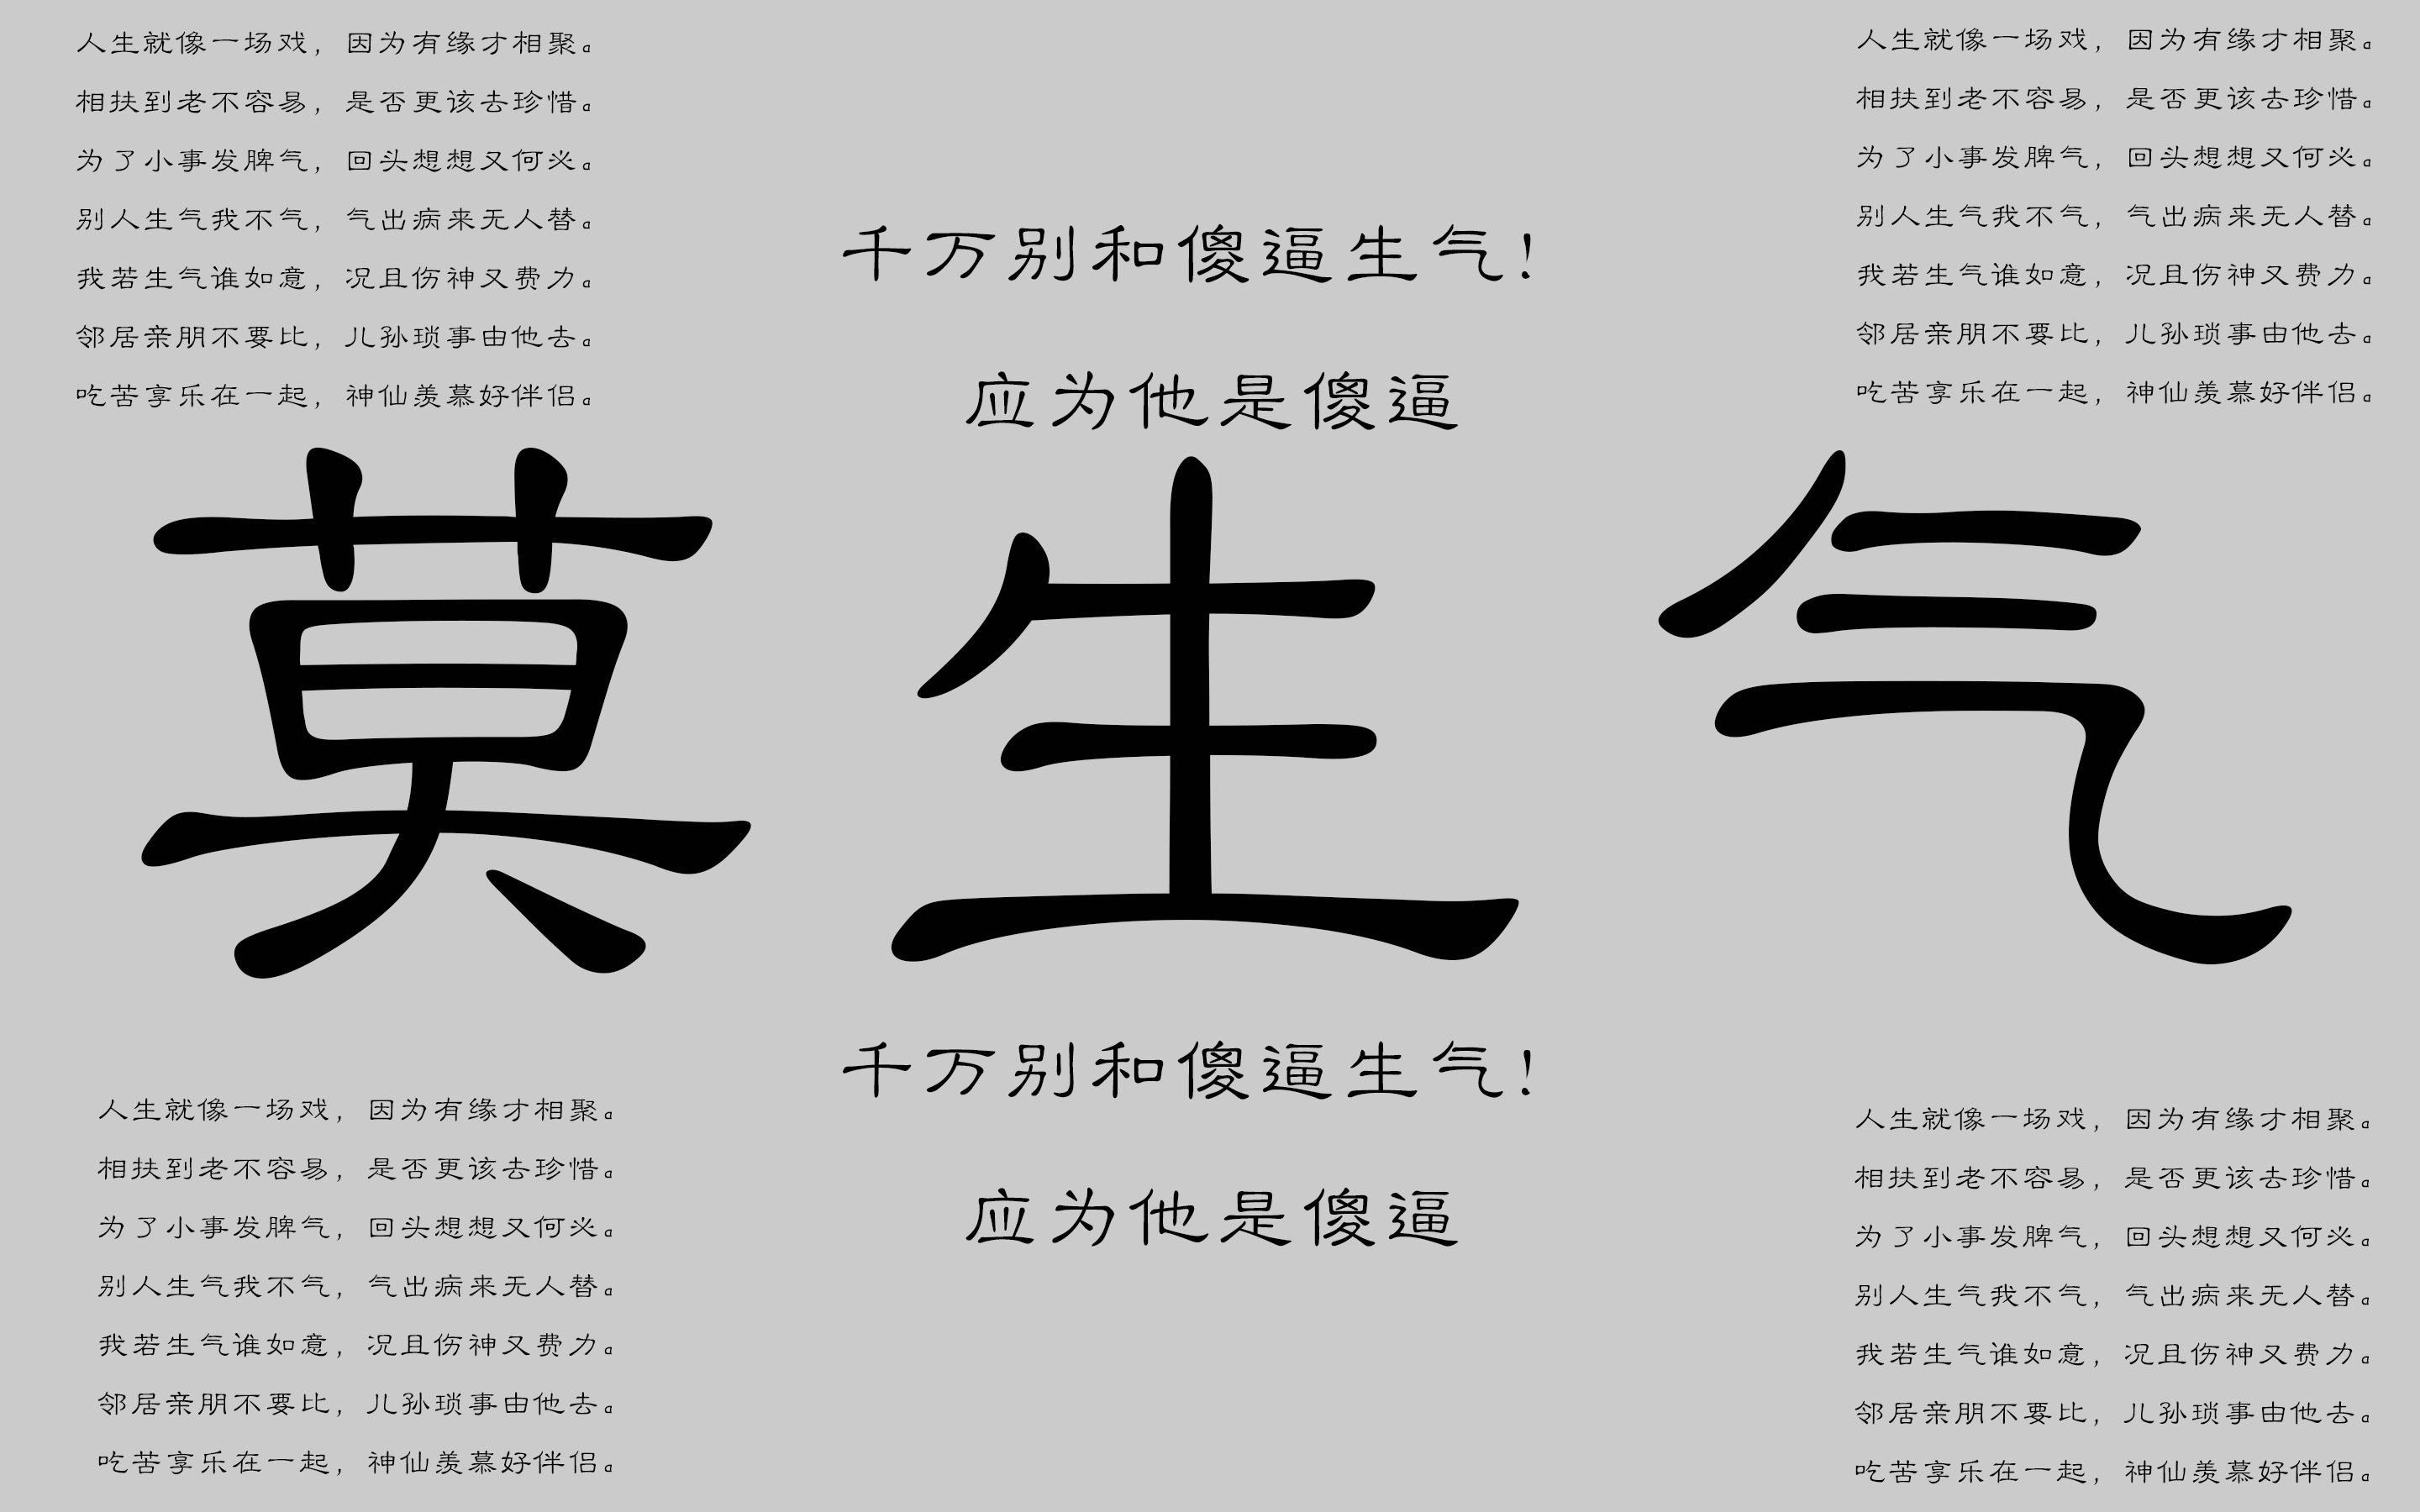 人生就像一场戏，因为有缘才相聚。
相扶到老不容易，是否更该去珍惜。
为了小事发脾气，回头想想又何必。
别人生气我不气，气出病来无人替。
我若生气谁如意，况且伤神又费力。
邻居亲朋不要比，儿孙琐事由他去。
吃苦享乐在一起，神仙羡慕好伴侣。
千万别和傻逼生气！
应为他是傻逼
人生就像一场戏，因为有缘才相聚。
相扶到老不容易，是否更该去珍惜。
为了小事发脾气，回头想想又何必。
别人生气我不气，气出病来无人替。
我若生气谁如意，况且伤神又费力。
邻居亲朋不要比，儿孙琐事由他去。
吃苦享乐在一起，神仙羡慕好伴侣。
莫生气
人生就像一场戏，因为有缘才相聚。
相扶到老不容易，是否更该去珍惜。
为了小事发脾气，回头想想又何必。
别人生气我不气，气出病来无人替。
我若生气谁如意，况且伤神又费力。
邻居亲朋不要比，儿孙琐事由他去。
吃苦享乐在一起，神仙羡慕好伴侣。
千万别和傻逼生气！
应为他是傻逼
人生就像一场戏，因为有缘才相聚。
相扶到老不容易，是否更该去珍惜。
为了小事发脾气，回头想想又何必。
别人生气我不气，气出病来无人替。
我若生气谁如意，况且伤神又费力。
邻居亲朋不要比，儿孙琐事由他去。
吃苦享乐在一起，神仙羡慕好伴侣。